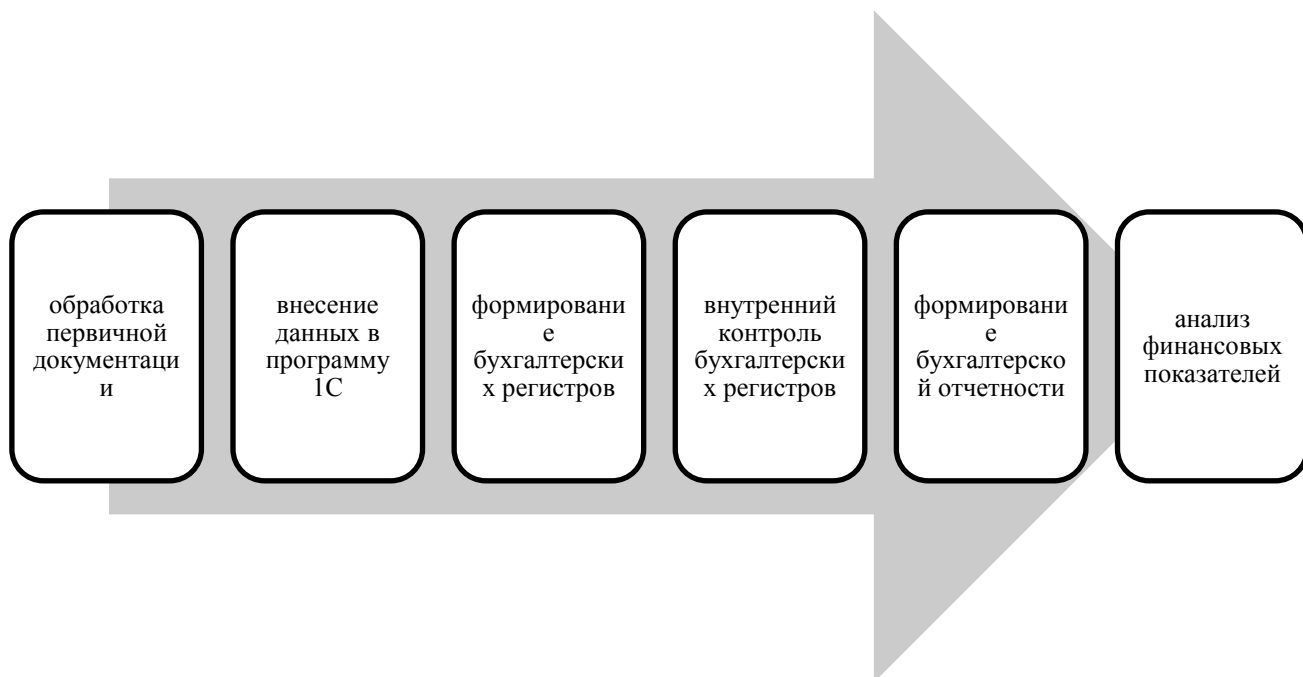 обработка
первичной
документаци
и
внесение
данных в
программу
1С
формировани
е
бухгалтерски
х регистров
внутренний
контроль
бухгалтерски
х регистров
формировани
е
бухгалтерско
й отчетности
анализ
финансовых
показателей